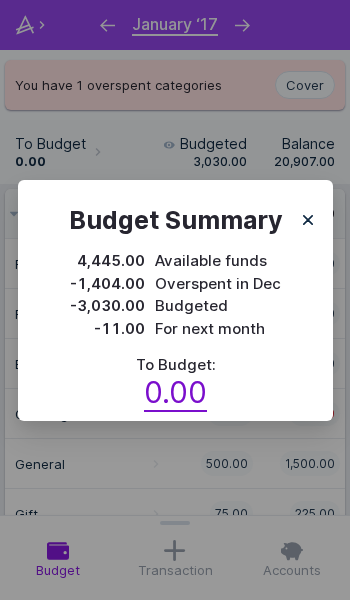 January ‘17
You have 1 overspent categories
Cover
To Budget
0.00
Budgeted
3,030.00
Balance
20,907.00
Budget Summary
4,445.00 Available funds
-1,404.00 Overspent in Dec
-3,030.00 Budgeted
-11.00 For next month
To Budget:
0.00
General 500.00 1,500.00
Gift 75.00 225.00
Budget
Transaction
Accounts